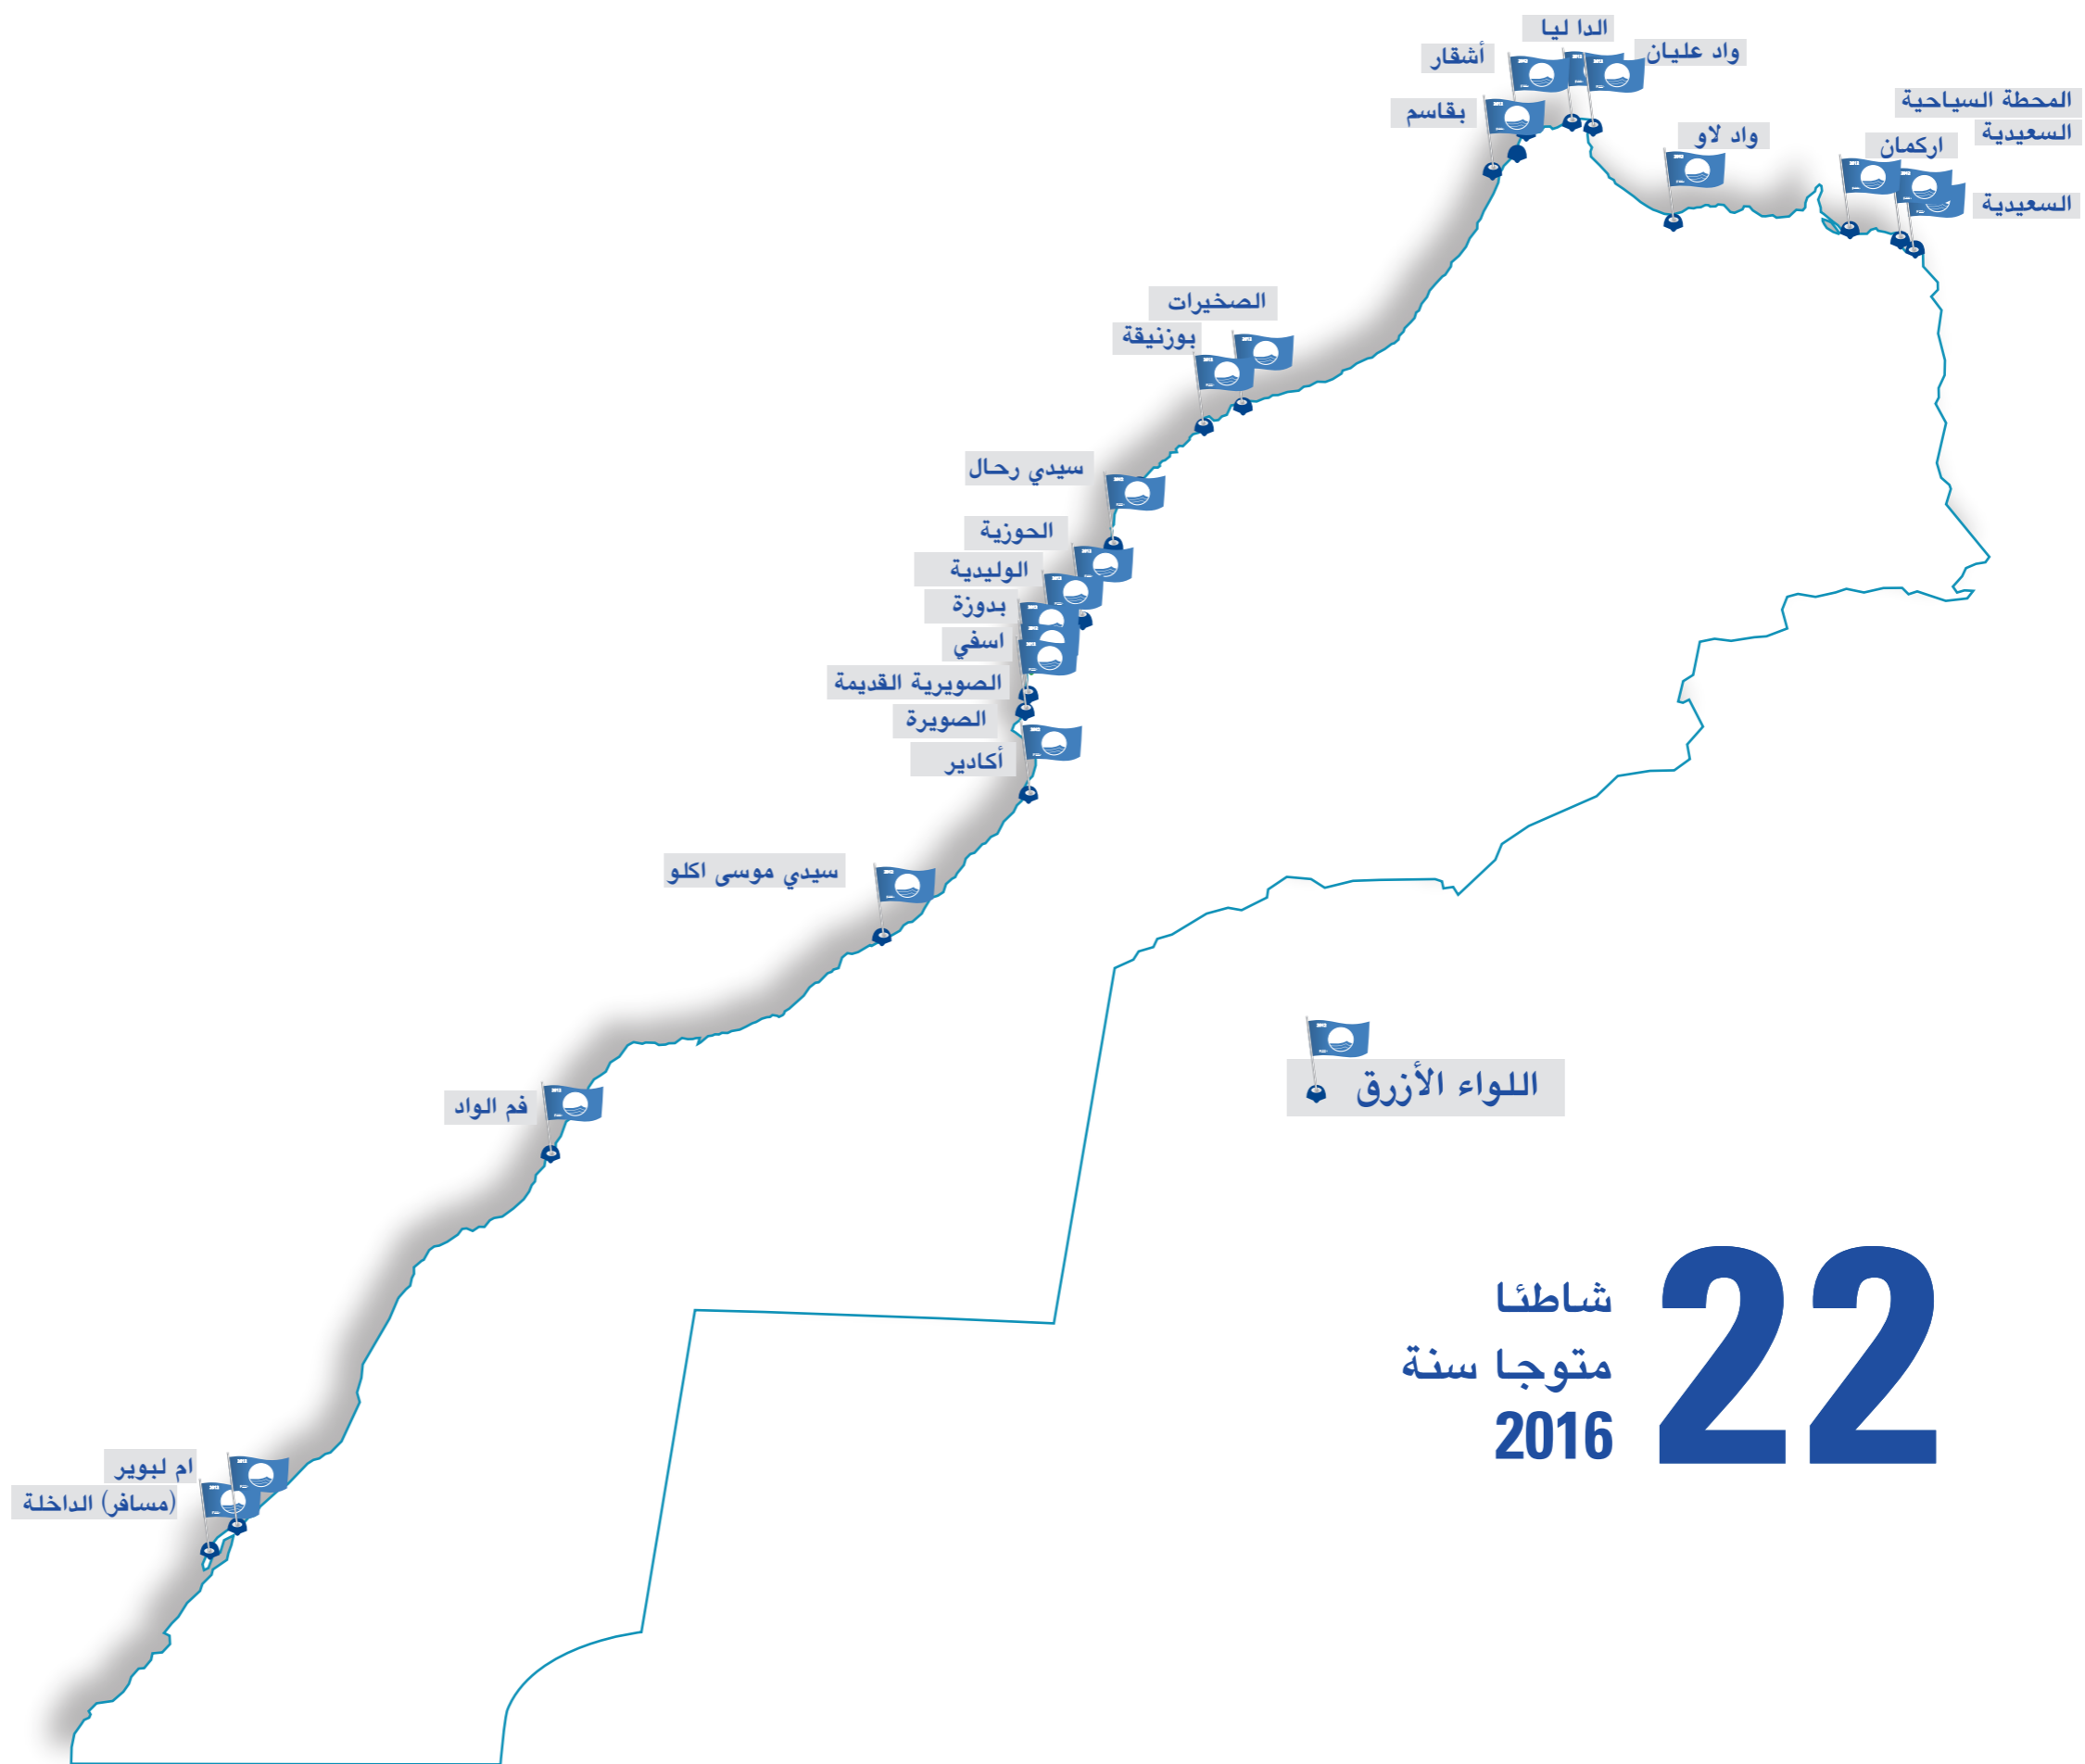 الدا ليا
واد عليان
أشقار
المحطة السياحية
السعيدية
بقاسم
واد لاو
اركمان
السعيدية
الصخيرات
بوزنيقة
سيدي رحال
الحوزية
الوليدية
بدوزة
اسفي
الصويرية القديمة
الصويرة
أكادير
سيدي موسى اكلو
اللواء الأزرق
فم الواد
22
شاطئا
متوجا سنة
2016
ام لبوير
(مسافر) الداخلة